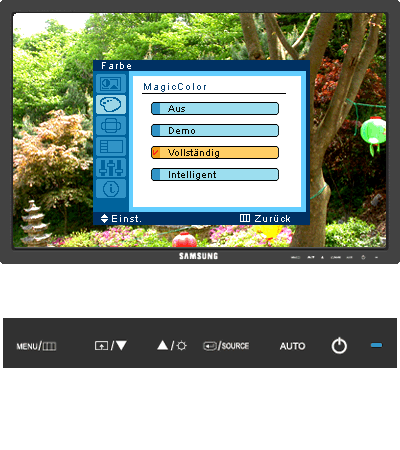 Farbe
MagicColor
Aus
Demo
Vollständig
Intelligent
Einst. Zurück
SAMSUNG
MENU/ / / /SOURCE AUTO